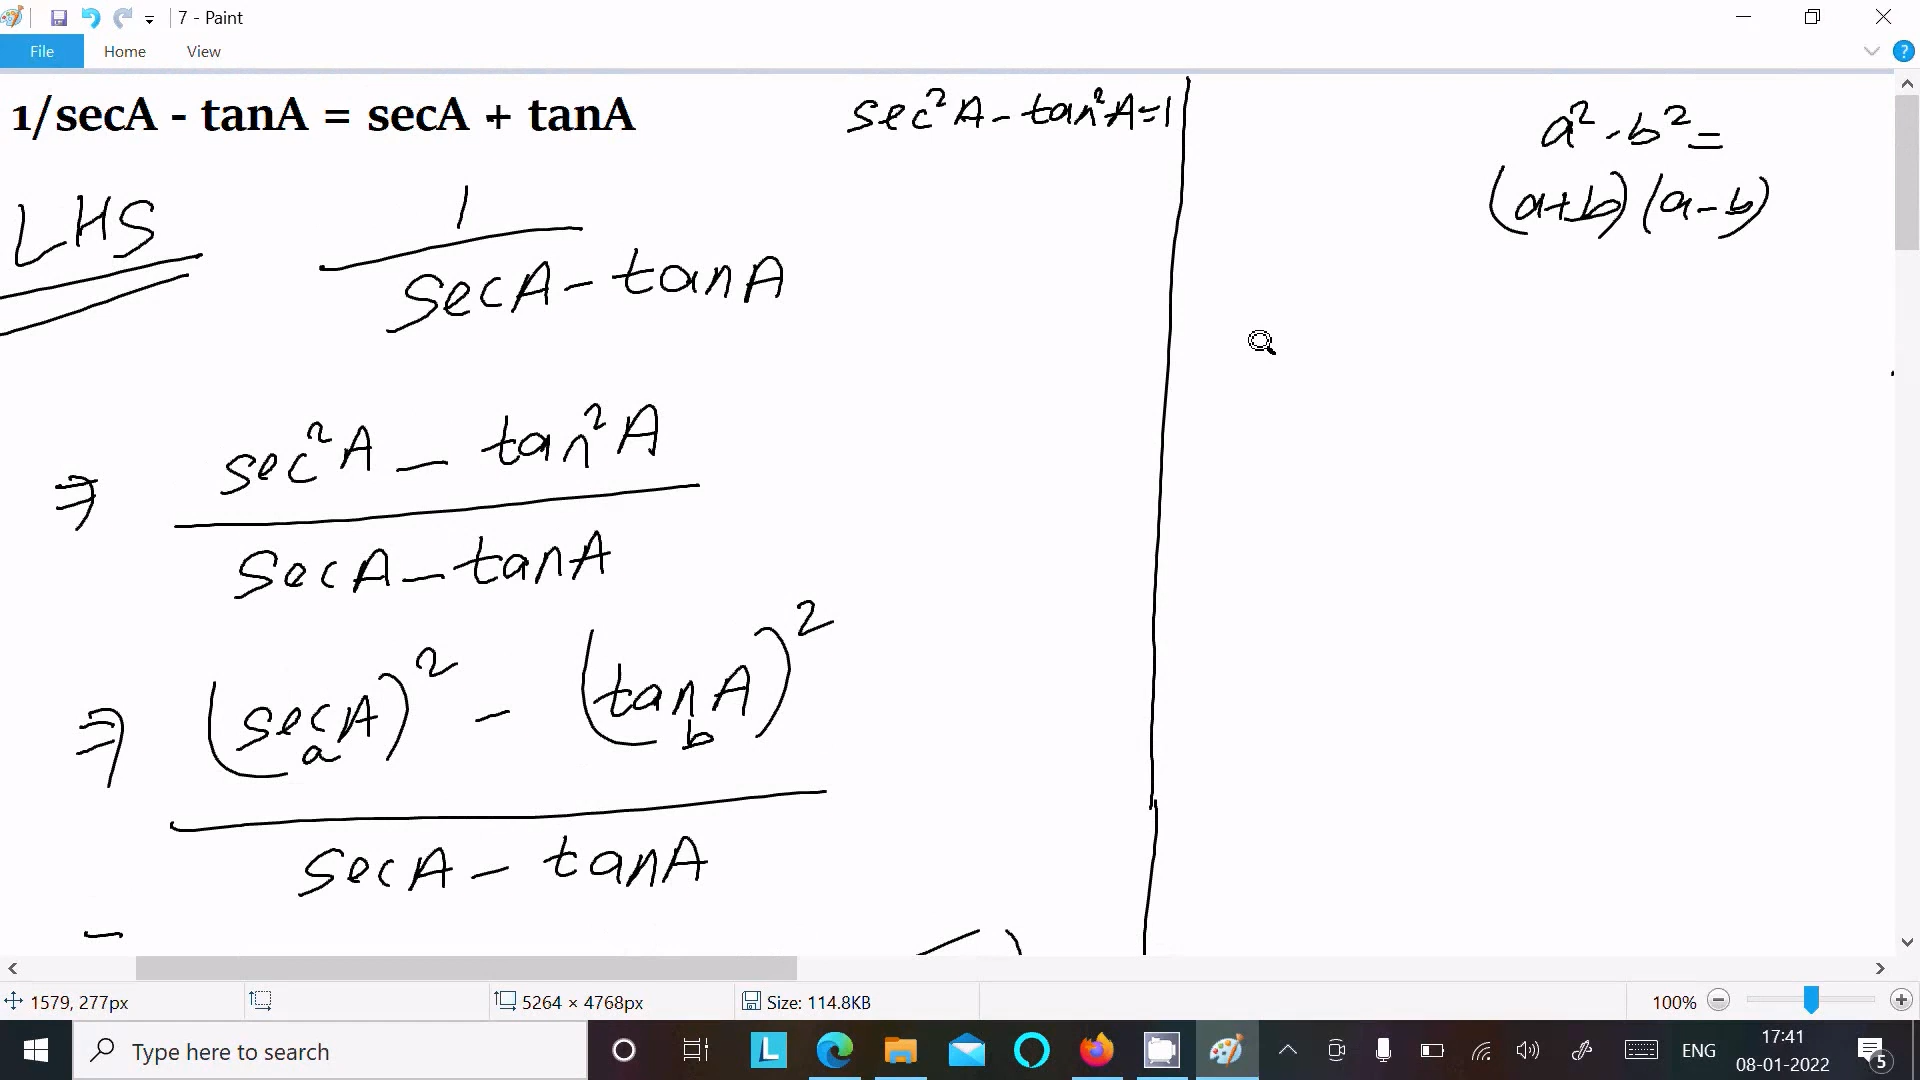 7 - Paint
File Home View
1/secA - tanA = secA + tanA
sec²A - tan²A=1
a² - b² =
(a+b) (a-b)
LHS
1
secA - tanA
⇒ sec²A - tan²A
secA - tanA
⇒ (secA)² - (tanA)²
a b
secA - tanA
1579, 277px
5264 × 4768px
Size: 114.8KB
100%
Type here to search
ENG
17:41
08-01-2022
5